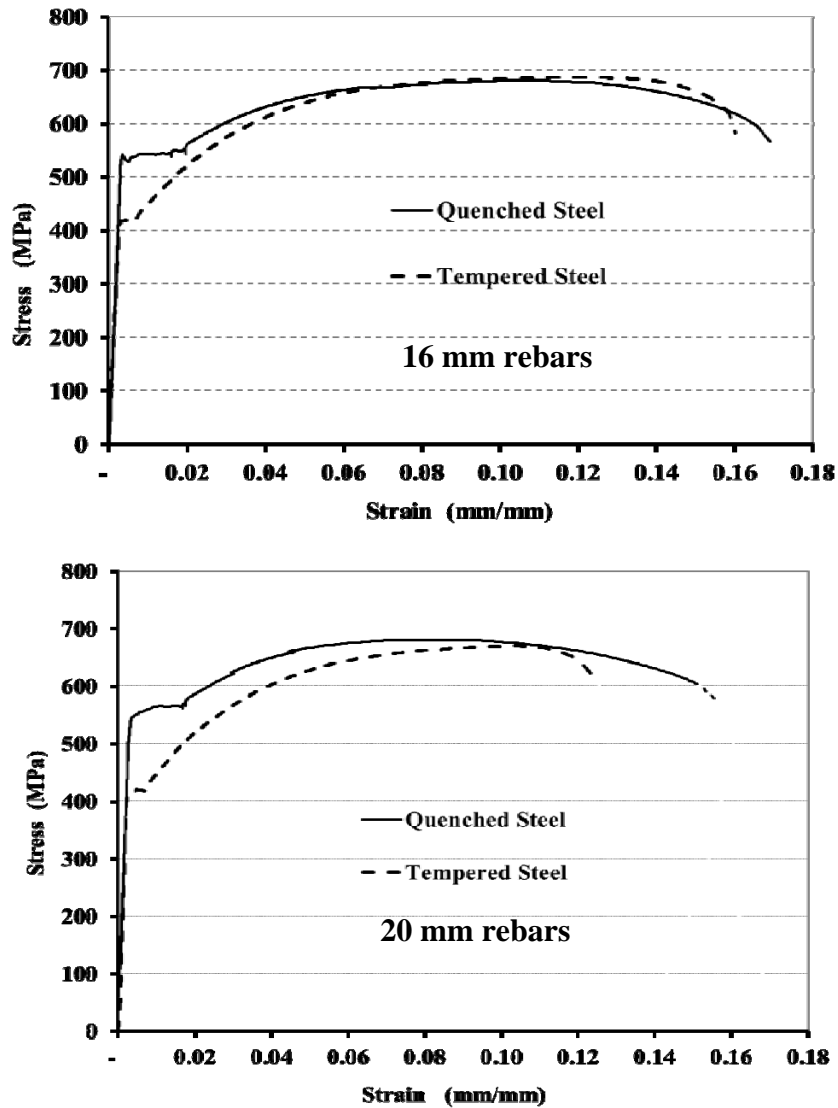 800
700
600
500
400
300
200
100
0
Stress (MPa)
Quenched Steel
Tempered Steel
16 mm rebars
- 0.02 0.04 0.06 0.08 0.10 0.12 0.14 0.16 0.18
Strain (mm/mm)
800
700
600
500
400
300
200
100
0
Stress (MPa)
Quenched Steel
Tempered Steel
20 mm rebars
- 0.02 0.04 0.06 0.08 0.10 0.12 0.14 0.16 0.18
Strain (mm/mm)